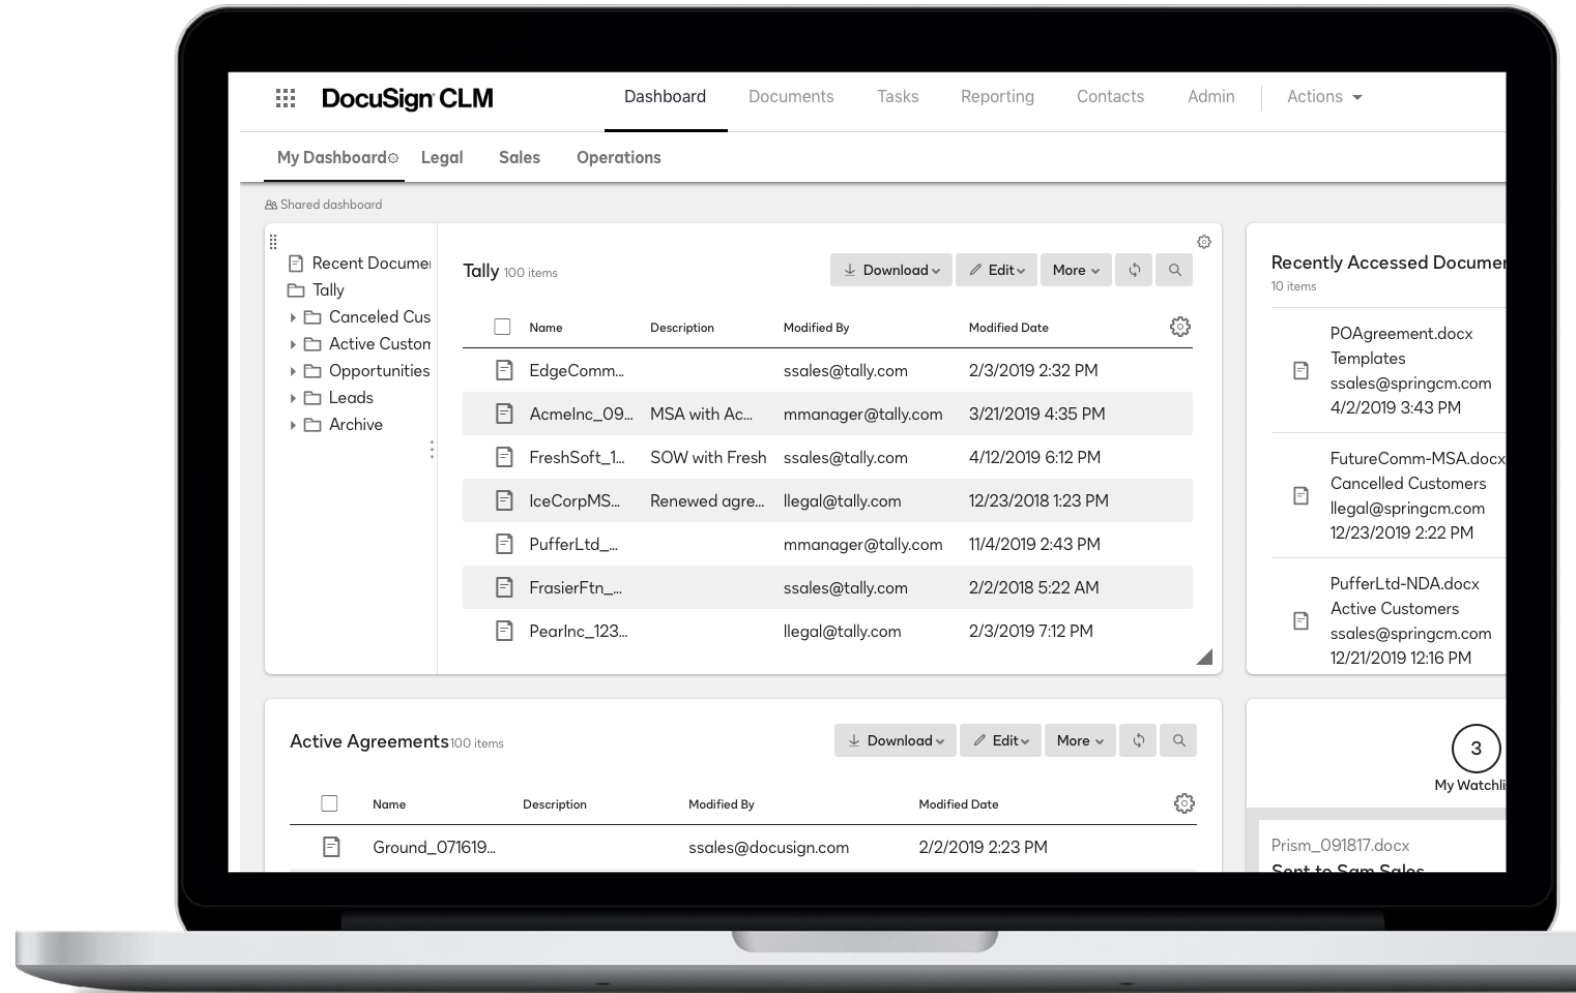 DocuSign CLM
Dashboard Documents Tasks Reporting Contacts Admin Actions
My Dashboard Legal Sales Operations
Shared dashboard
Recent Documer
Tally
Canceled Cus
Active Custom
Opportunities
Leads
Archive
Tally 100 items
Download Edit More
Name Description Modified By Modified Date
EdgeComm... ssales@tally.com 2/3/2019 2:32 PM
AcmeInc_09... MSA with Ac... mmanager@tally.com 3/21/2019 4:35 PM
FreshSoft_1... SOW with Fresh ssales@tally.com 4/12/2019 6:12 PM
IceCorpMS... Renewed agre... llegal@tally.com 12/23/2018 1:23 PM
PufferLtd_... mmanager@tally.com 11/4/2019 2:43 PM
FrasierFtn_... ssales@tally.com 2/2/2018 5:22 AM
PearInc_123... llegal@tally.com 2/3/2019 7:12 PM
Recently Accessed Documer
10 items
POAgreement.docx
Templates
ssales@springcm.com
4/2/2019 3:43 PM
FutureComm-MSA.docx
Cancelled Customers
llegal@springcm.com
12/23/2019 2:22 PM
PufferLtd-NDA.docx
Active Customers
ssales@springcm.com
12/21/2019 12:16 PM
Active Agreements 100 items
Download Edit More
Name Description Modified By Modified Date
Ground_071619... ssales@docusign.com 2/2/2019 2:23 PM
3
My Watchli
Prism_091817.docx
Sent to Sam Sales